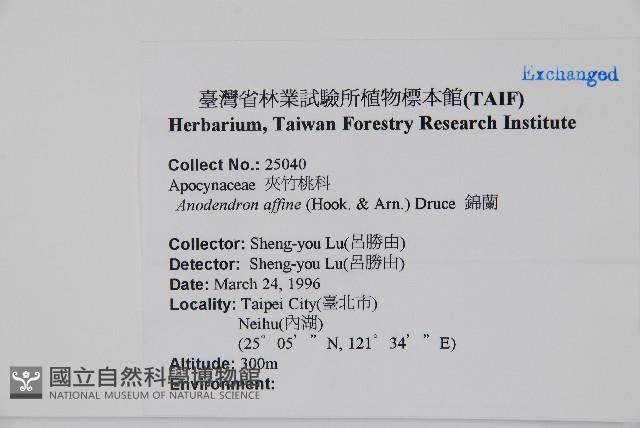 Exchanged
臺灣省林業試驗所植物標本館(TAIF)
Herbarium, Taiwan Forestry Research Institute
Collect No.: 25040
Apocynaceae 夾竹桃科
Anodendron affine (Hook. & Arn.) Druce 錦蘭
Collector: Sheng-you Lu(呂勝由)
Detector: Sheng-you Lu(呂勝由)
Date: March 24, 1996
Locality: Taipei City(臺北市)
Neihu(內湖)
(25° 05' " N, 121° 34' " E)
Altitude: 300m
Environment:
國立自然科學博物館
NATIONAL MUSEUM OF NATURAL SCIENCE